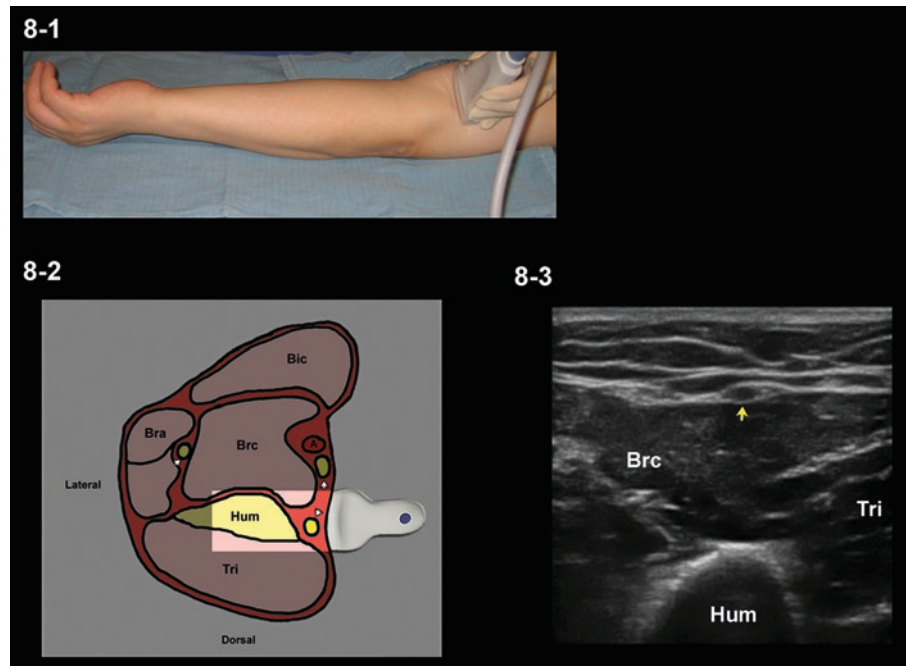 8-1
8-2
8-3
Bic
Bra
Brc
A
Lateral
Hum
Tri
Dorsal
Brc
Tri
Hum